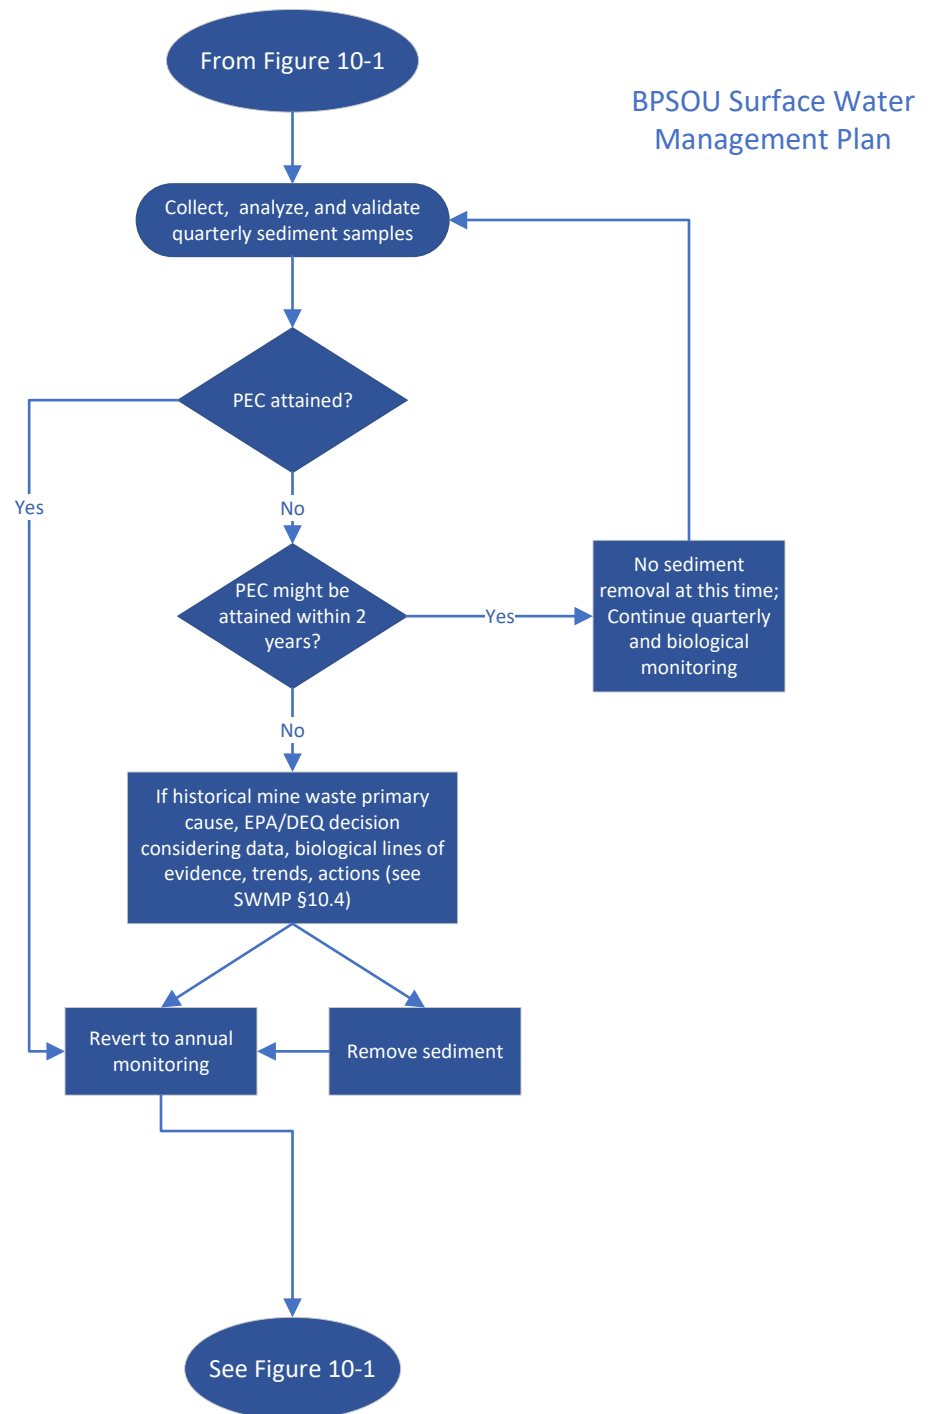 From Figure 10-1
BPSOU Surface Water
Management Plan
Collect, analyze, and validate
quarterly sediment samples
PEC attained?
Yes
No
PEC might be
attained within 2
years?
Yes
No sediment
removal at this time;
Continue quarterly
and biological
monitoring
No
If historical mine waste primary
cause, EPA/DEQ decision
considering data, biological lines of
evidence, trends, actions (see
SWMP §10.4)
Revert to annual
monitoring
Remove sediment
See Figure 10-1